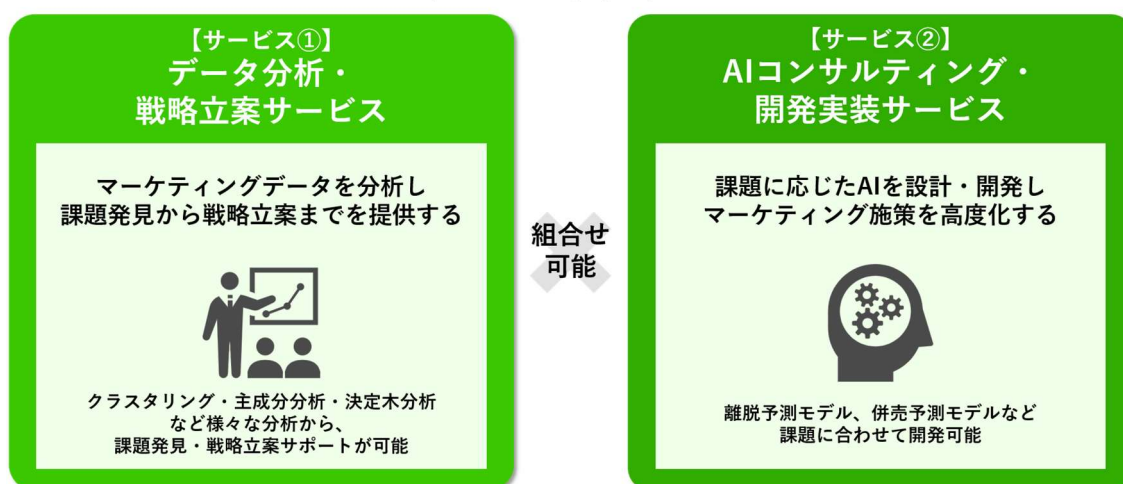 【サービス①】
データ分析・
戦略立案サービス
マーケティングデータを分析し
課題発見から戦略立案までを提供する
クラスタリング・主成分分析・決定木分析
など様々な分析から、
課題発見・戦略立案サポートが可能
組合せ
可能
【サービス②】
AIコンサルティング・
開発実装サービス
課題に応じたAIを設計・開発し
マーケティング施策を高度化する
離脱予測モデル、併売予測モデルなど
課題に合わせて開発可能